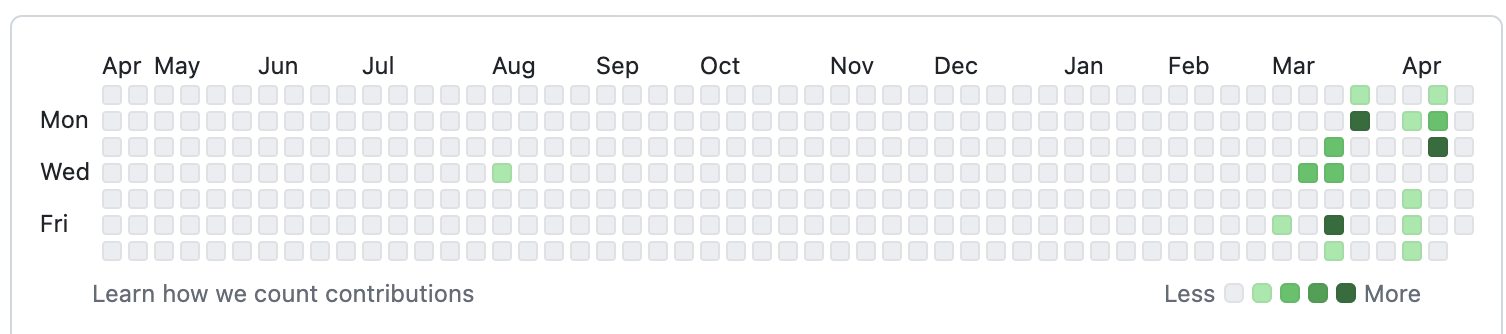 Apr May Jun Jul Aug Sep Oct Nov Dec Jan Feb Mar Apr
Mon
Wed
Fri
Learn how we count contributions Less More